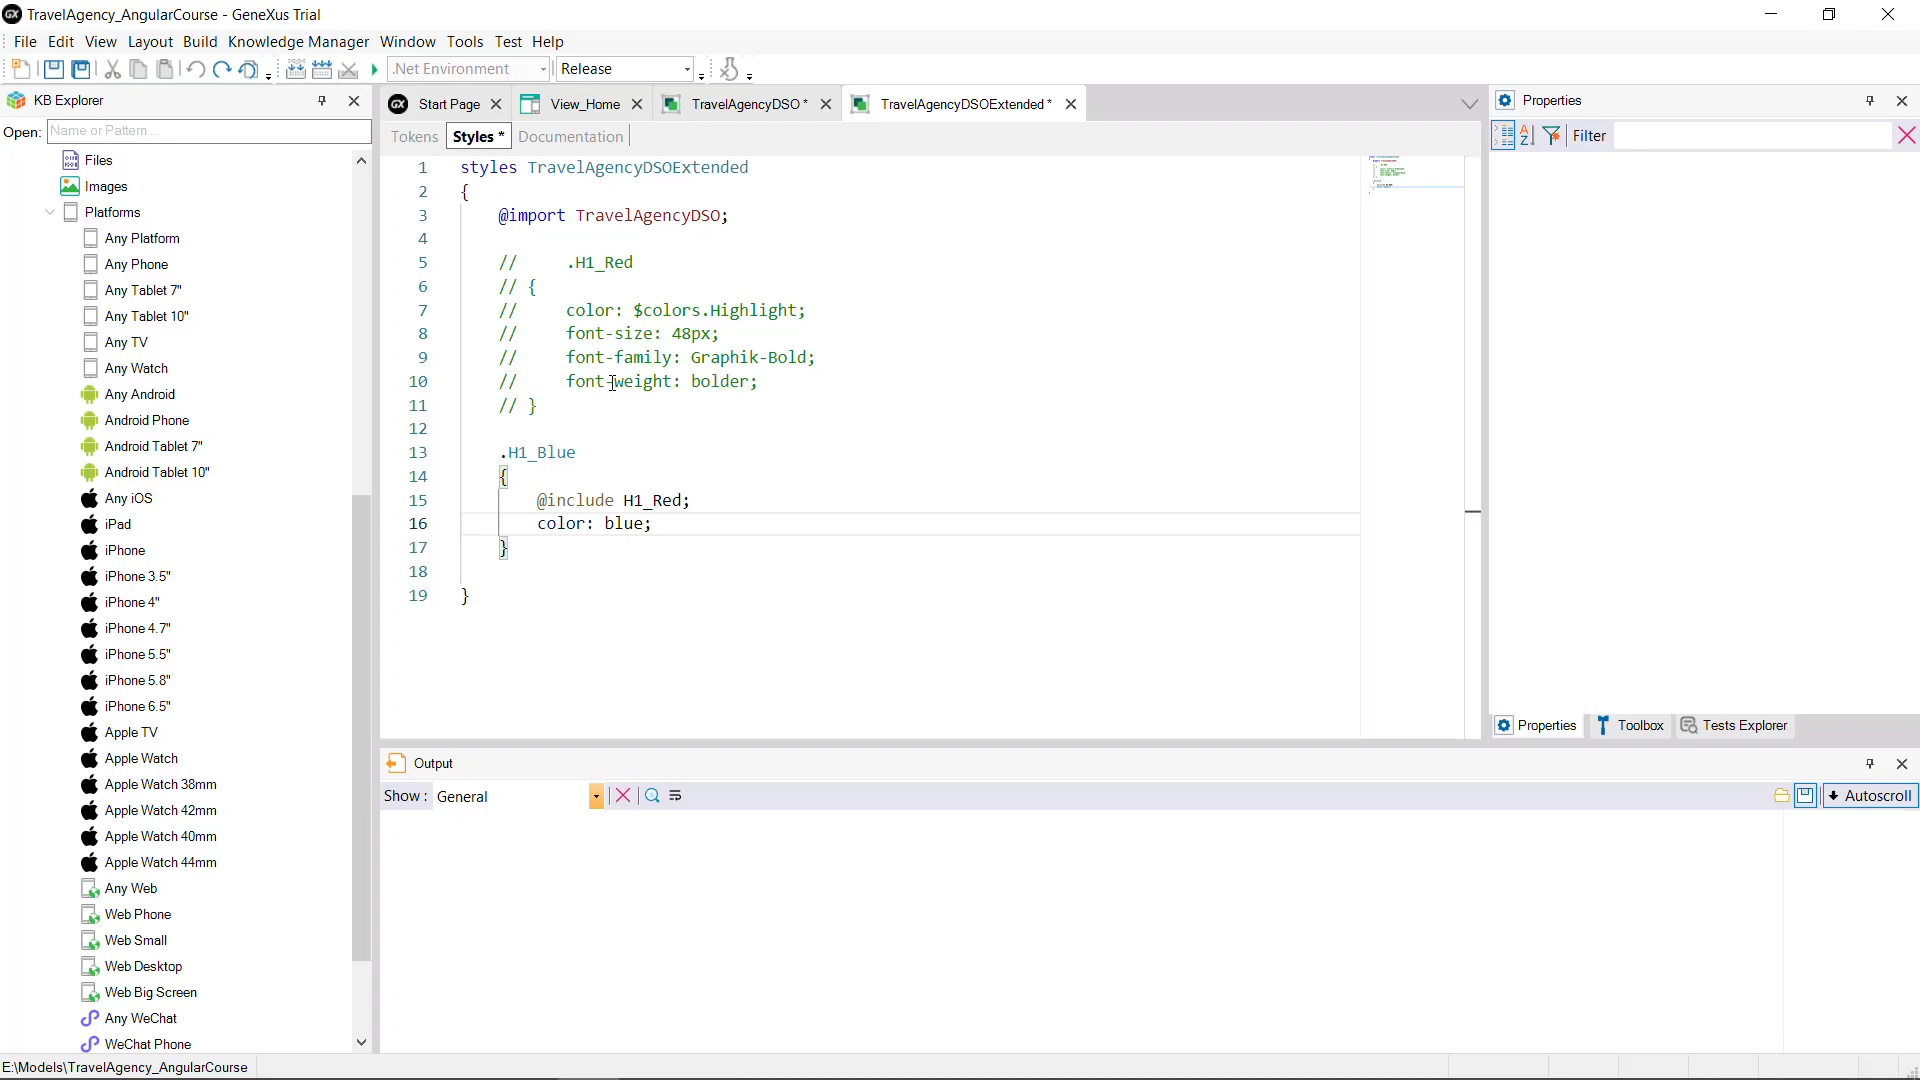 GX TravelAgency_AngularCourse - GeneXus Trial
File Edit View Layout Build Knowledge Manager Window Tools Test Help
.Net Environment Release
KB Explorer
Open: Name or Pattern ...
Files
Images
Platforms
Any Platform
Any Phone
Any Tablet 7"
Any Tablet 10"
Any TV
Any Watch
Any Android
Android Phone
Android Tablet 7"
Android Tablet 10"
Any iOS
iPad
iPhone
iPhone 3.5"
iPhone 4"
iPhone 4.7"
iPhone 5.5"
iPhone 5.8"
iPhone 6.5"
Apple TV
Apple Watch
Apple Watch 38mm
Apple Watch 42mm
Apple Watch 40mm
Apple Watch 44mm
Any Web
Web Phone
Web Small
Web Desktop
Web Big Screen
Any WeChat
WeChat Phone
GX Start Page View_Home TravelAgencyDSO * TravelAgencyDSOExtended *
Tokens Styles * Documentation
1 styles TravelAgencyDSOExtended
2 {
3 @import TravelAgencyDSO;
4
5 // .H1_Red
6 // {
7 // color: $colors.Highlight;
8 // font-size: 48px;
9 // font-family: Graphik-Bold;
10 // font-weight: bolder;
11 // }
12
13 .H1_Blue
14 {
15 @include H1_Red;
16 color: blue;
17 }
18
19 }
Properties
Filter
Properties Toolbox Tests Explorer
Output
Show : General
Autoscroll
E:\Models\TravelAgency_AngularCourse